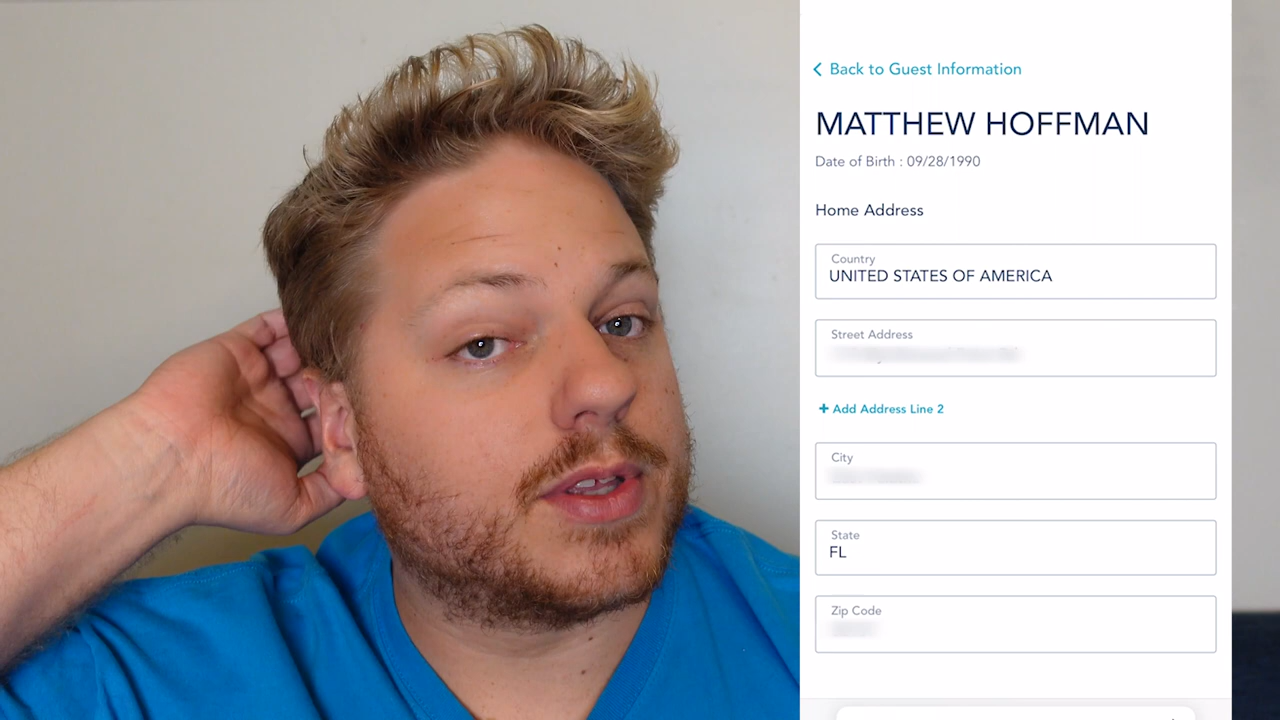 Back to Guest Information
MATTHEW HOFFMAN
Date of Birth : 09/28/1990
Home Address
Country
UNITED STATES OF AMERICA
Street Address
+ Add Address Line 2
City
State
FL
Zip Code